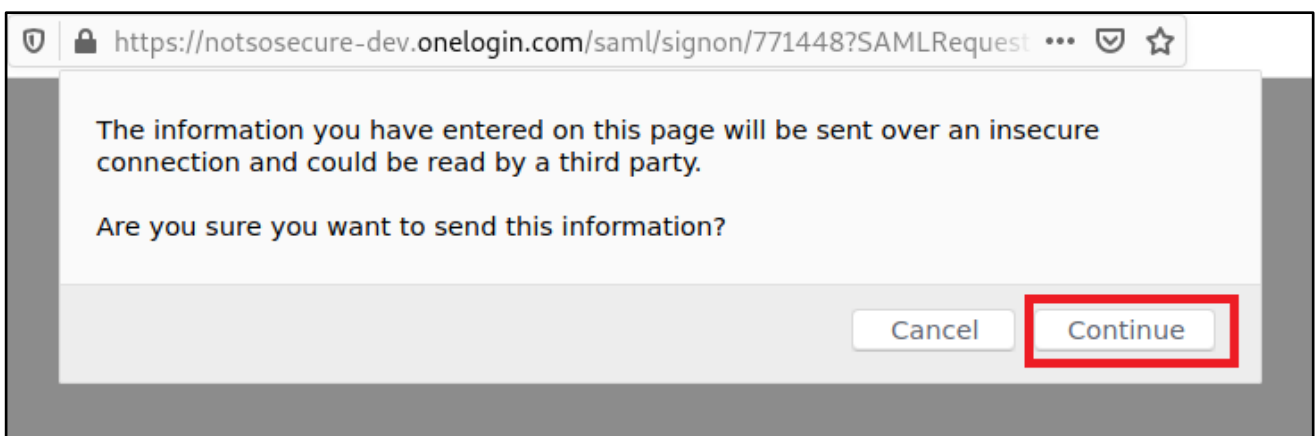 https://notsosecure-dev.onelogin.com/saml/signon/771448?SAMLRequest
The information you have entered on this page will be sent over an insecure
connection and could be read by a third party.
Are you sure you want to send this information?
Cancel Continue